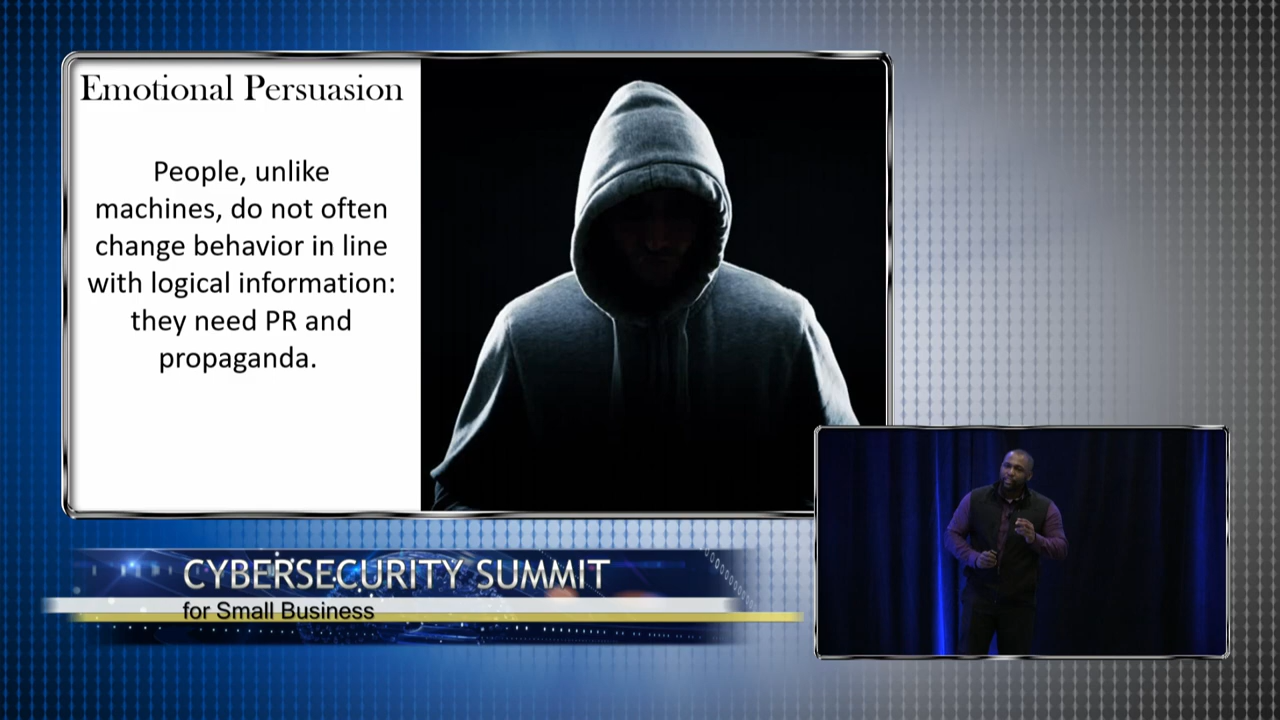 Emotional Persuasion
People, unlike
machines, do not often
change behavior in line
with logical information:
they need PR and
propaganda.
CYBERSECURITY SUMMIT
for Small Business